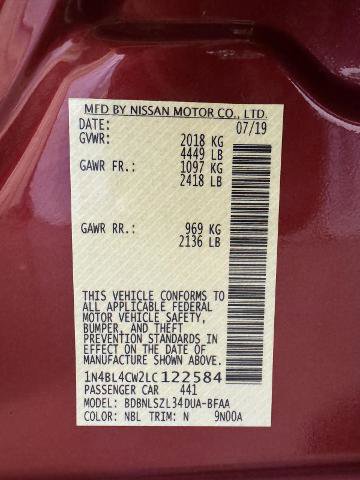 MFD BY NISSAN MOTOR CO., LTD.
DATE: 07/19
GVWR: 2018 KG
4449 LB
GAWR FR.: 1097 KG
2418 LB
GAWR RR.: 969 KG
2136 LB
THIS VEHICLE CONFORMS TO
ALL APPLICABLE FEDERAL
MOTOR VEHICLE SAFETY,
BUMPER, AND THEFT
PREVENTION STANDARDS IN
EFFECT ON THE DATE OF
MANUFACTURE SHOWN ABOVE.
1N4BL4CW2LC122584
PASSENGER CAR 441
MODEL: BDBNLSZL34DUA-BFAA
COLOR: NBL TRIM: N 9N00A